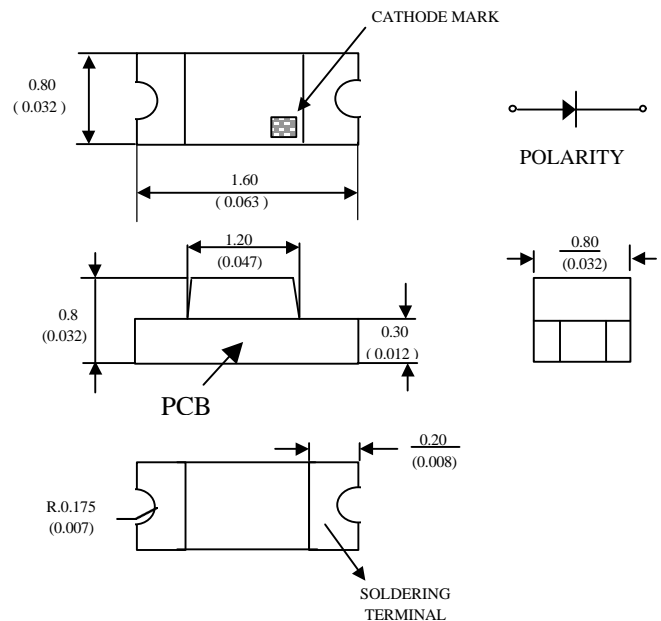 CATHODE MARK
0.80
( 0.032 )
POLARITY
1.60
( 0.063 )
1.20
(0.047)
0.80
(0.032)
0.8
(0.032)
0.30
( 0.012 )
PCB
0.20
(0.008)
R.0.175
(0.007)
SOLDERING
TERMINAL